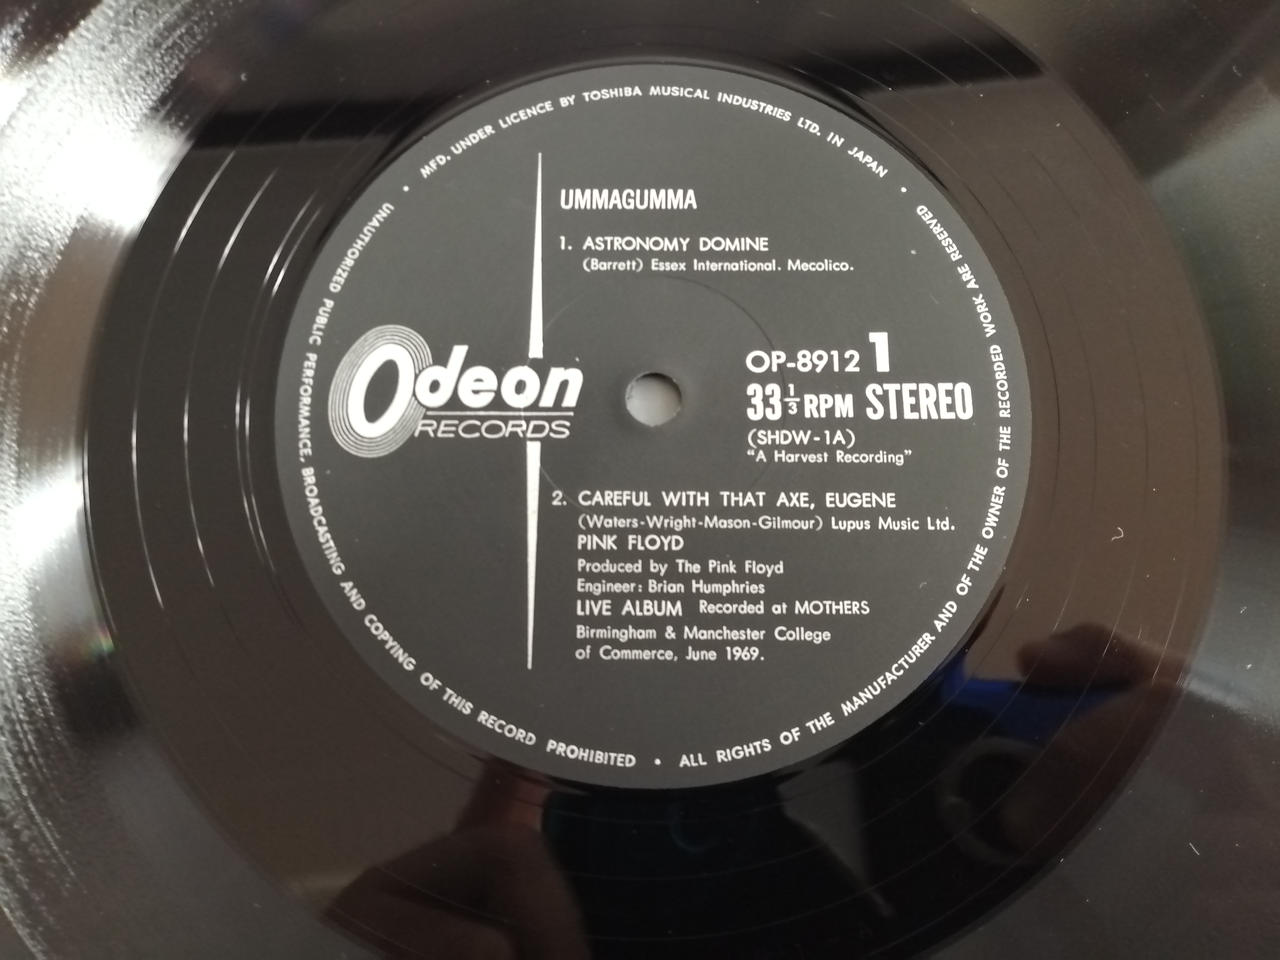 MFD. UNDER LICENCE BY TOSHIBA MUSICAL INDUSTRIES LTD. IN JAPAN •
UMMAGUMMA
1. ASTRONOMY DOMINE
(Barrett) Essex International. Mecolico.
Odeon
RECORDS
OP-8912 1
33 1/3 RPM STEREO
(SHDW-1A)
"A Harvest Recording"
2. CAREFUL WITH THAT AXE, EUGENE
(Waters-Wright-Mason-Gilmour) Lupus Music Ltd.
PINK FLOYD
Produced by The Pink Floyd
Engineer: Brian Humphries
LIVE ALBUM Recorded at MOTHERS
Birmingham & Manchester College
of Commerce, June 1969.
ALL RIGHTS OF THE MANUFACTURER AND OF THE OWNER OF THE RECORDED WORK ARE RESERVED •
UNAUTHORIZED PUBLIC PERFORMANCE, BROADCASTING AND COPYING OF THIS RECORD PROHIBITED •